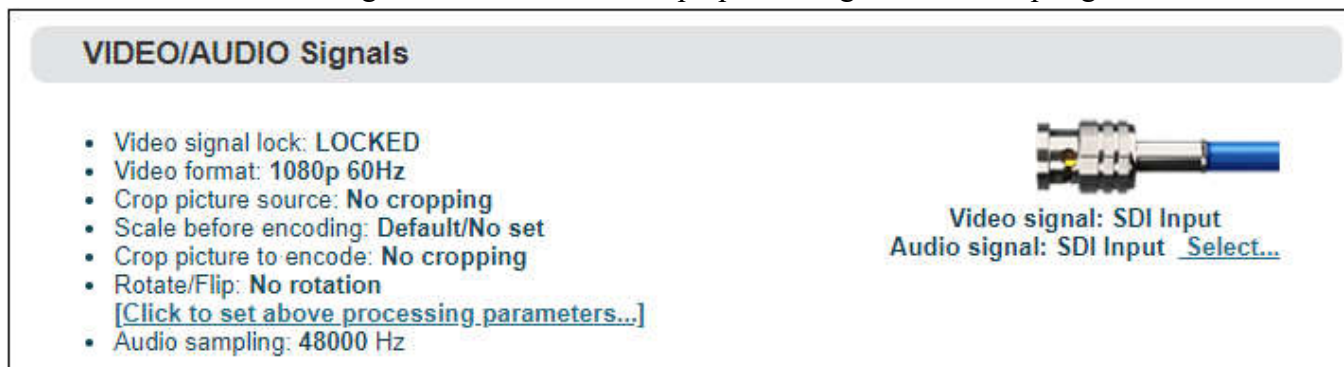 VIDEO/AUDIO Signals
• Video signal lock: LOCKED
• Video format: 1080p 60Hz
• Crop picture source: No cropping
• Scale before encoding: Default/No set
• Crop picture to encode: No cropping
• Rotate/Flip: No rotation
[Click to set above processing parameters...]
• Audio sampling: 48000 Hz
Video signal: SDI Input
Audio signal: SDI Input Select...